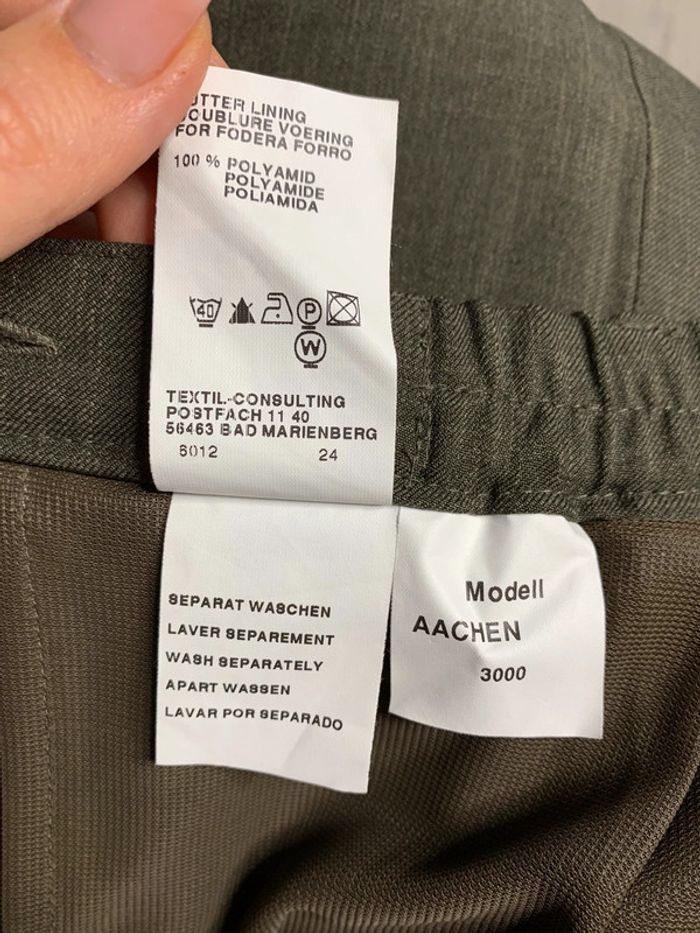 UTTER LINING
DOUBLURE VOERING
FOR FODERA FORRO
100 % POLYAMID
POLYAMIDE
POLIAMIDA
40 P
W
TEXTIL-CONSULTING
POSTFACH 11 40
56463 BAD MARIENBERG
6012 24
SEPARAT WASCHEN
LAVER SEPAREMENT
WASH SEPARATELY
APART WASSEN
LAVAR POR SEPARADO
Modell
AACHEN
3000